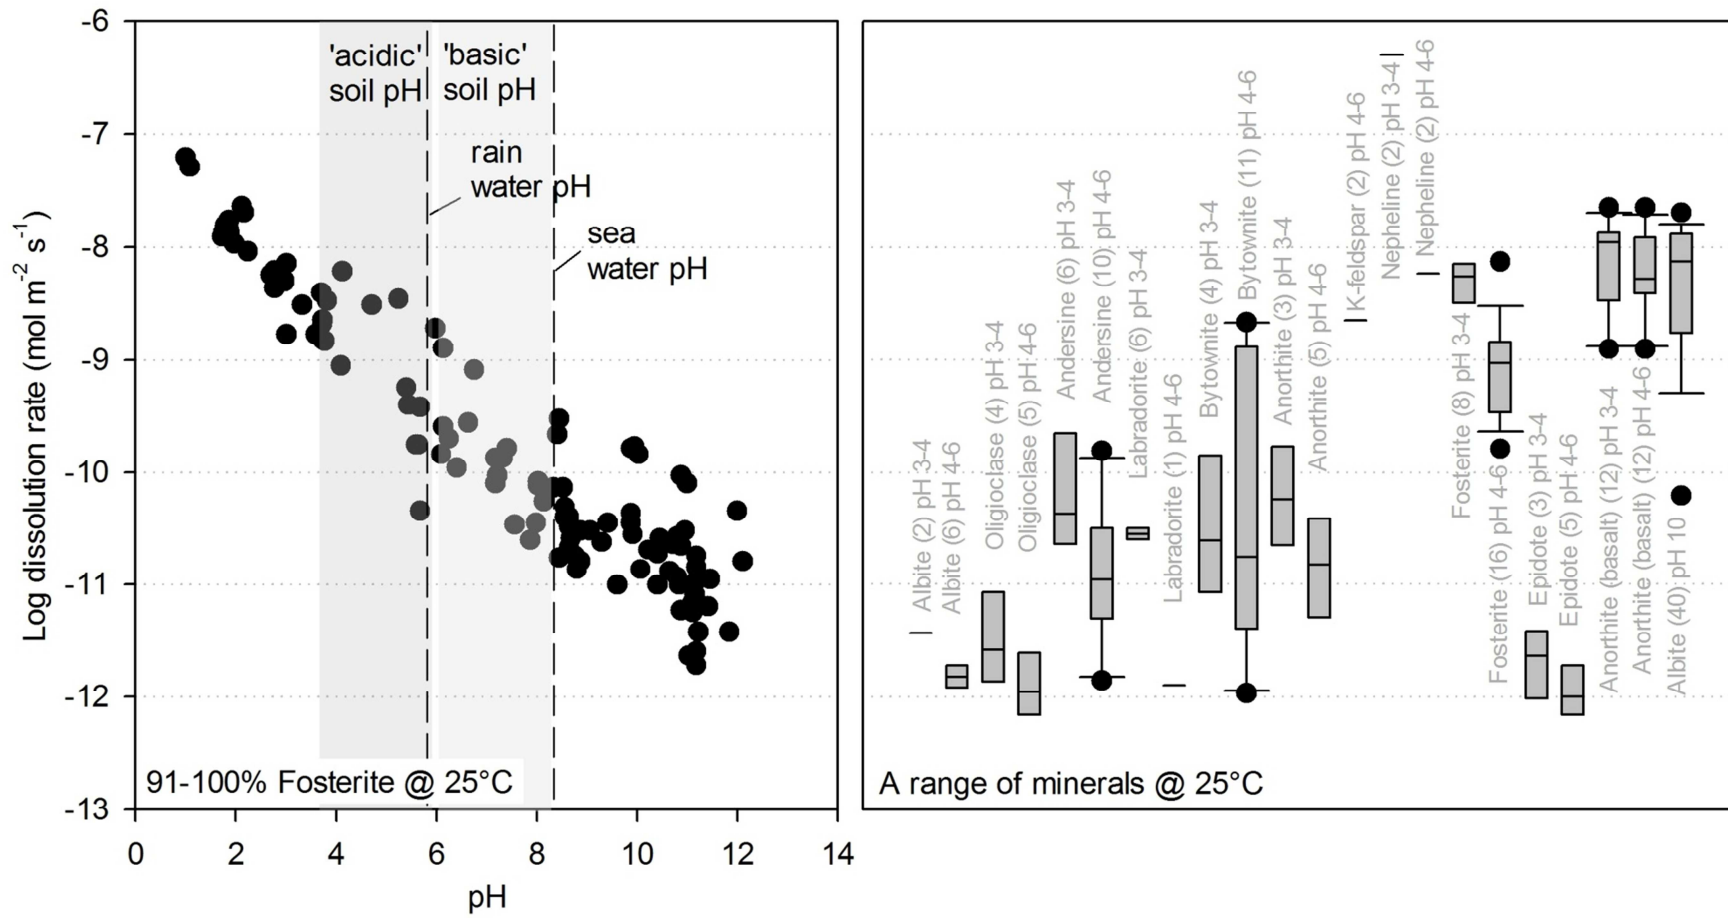 Log dissolution rate (mol m⁻² s⁻¹)
-6
-7
-8
-9
-10
-11
-12
-13
'acidic'
soil pH
'basic'
soil pH
rain
water pH
sea
water pH
91-100% Fosterite @ 25°C
0 2 4 6 8 10 12 14
pH
Albite (2) pH 3-4
Albite (6) pH 4-6
Oligioclase (4) pH 3-4
Oligioclase (5) pH 4-6
Andersine (6) pH 3-4
Andersine (10) pH 4-6
Labradorite (6) pH 3-4
Labradorite (1) pH 4-6
Bytownite (4) pH 3-4
Bytownite (11) pH 4-6
Anorthite (3) pH 3-4
Anorthite (5) pH 4-6
K-feldspar (2) pH 4-6
Nepheline (2) pH 3-4
Nepheline (2) pH 4-6
Fosterite (8) pH 3-4
Fosterite (16) pH 4-6
Epidote (3) pH 3-4
Epidote (5) pH 4-6
Anorthite (basalt) (12) pH 3-4
Anorthite (basalt) (12) pH 4-6
Albite (40) pH 10
A range of minerals @ 25°C